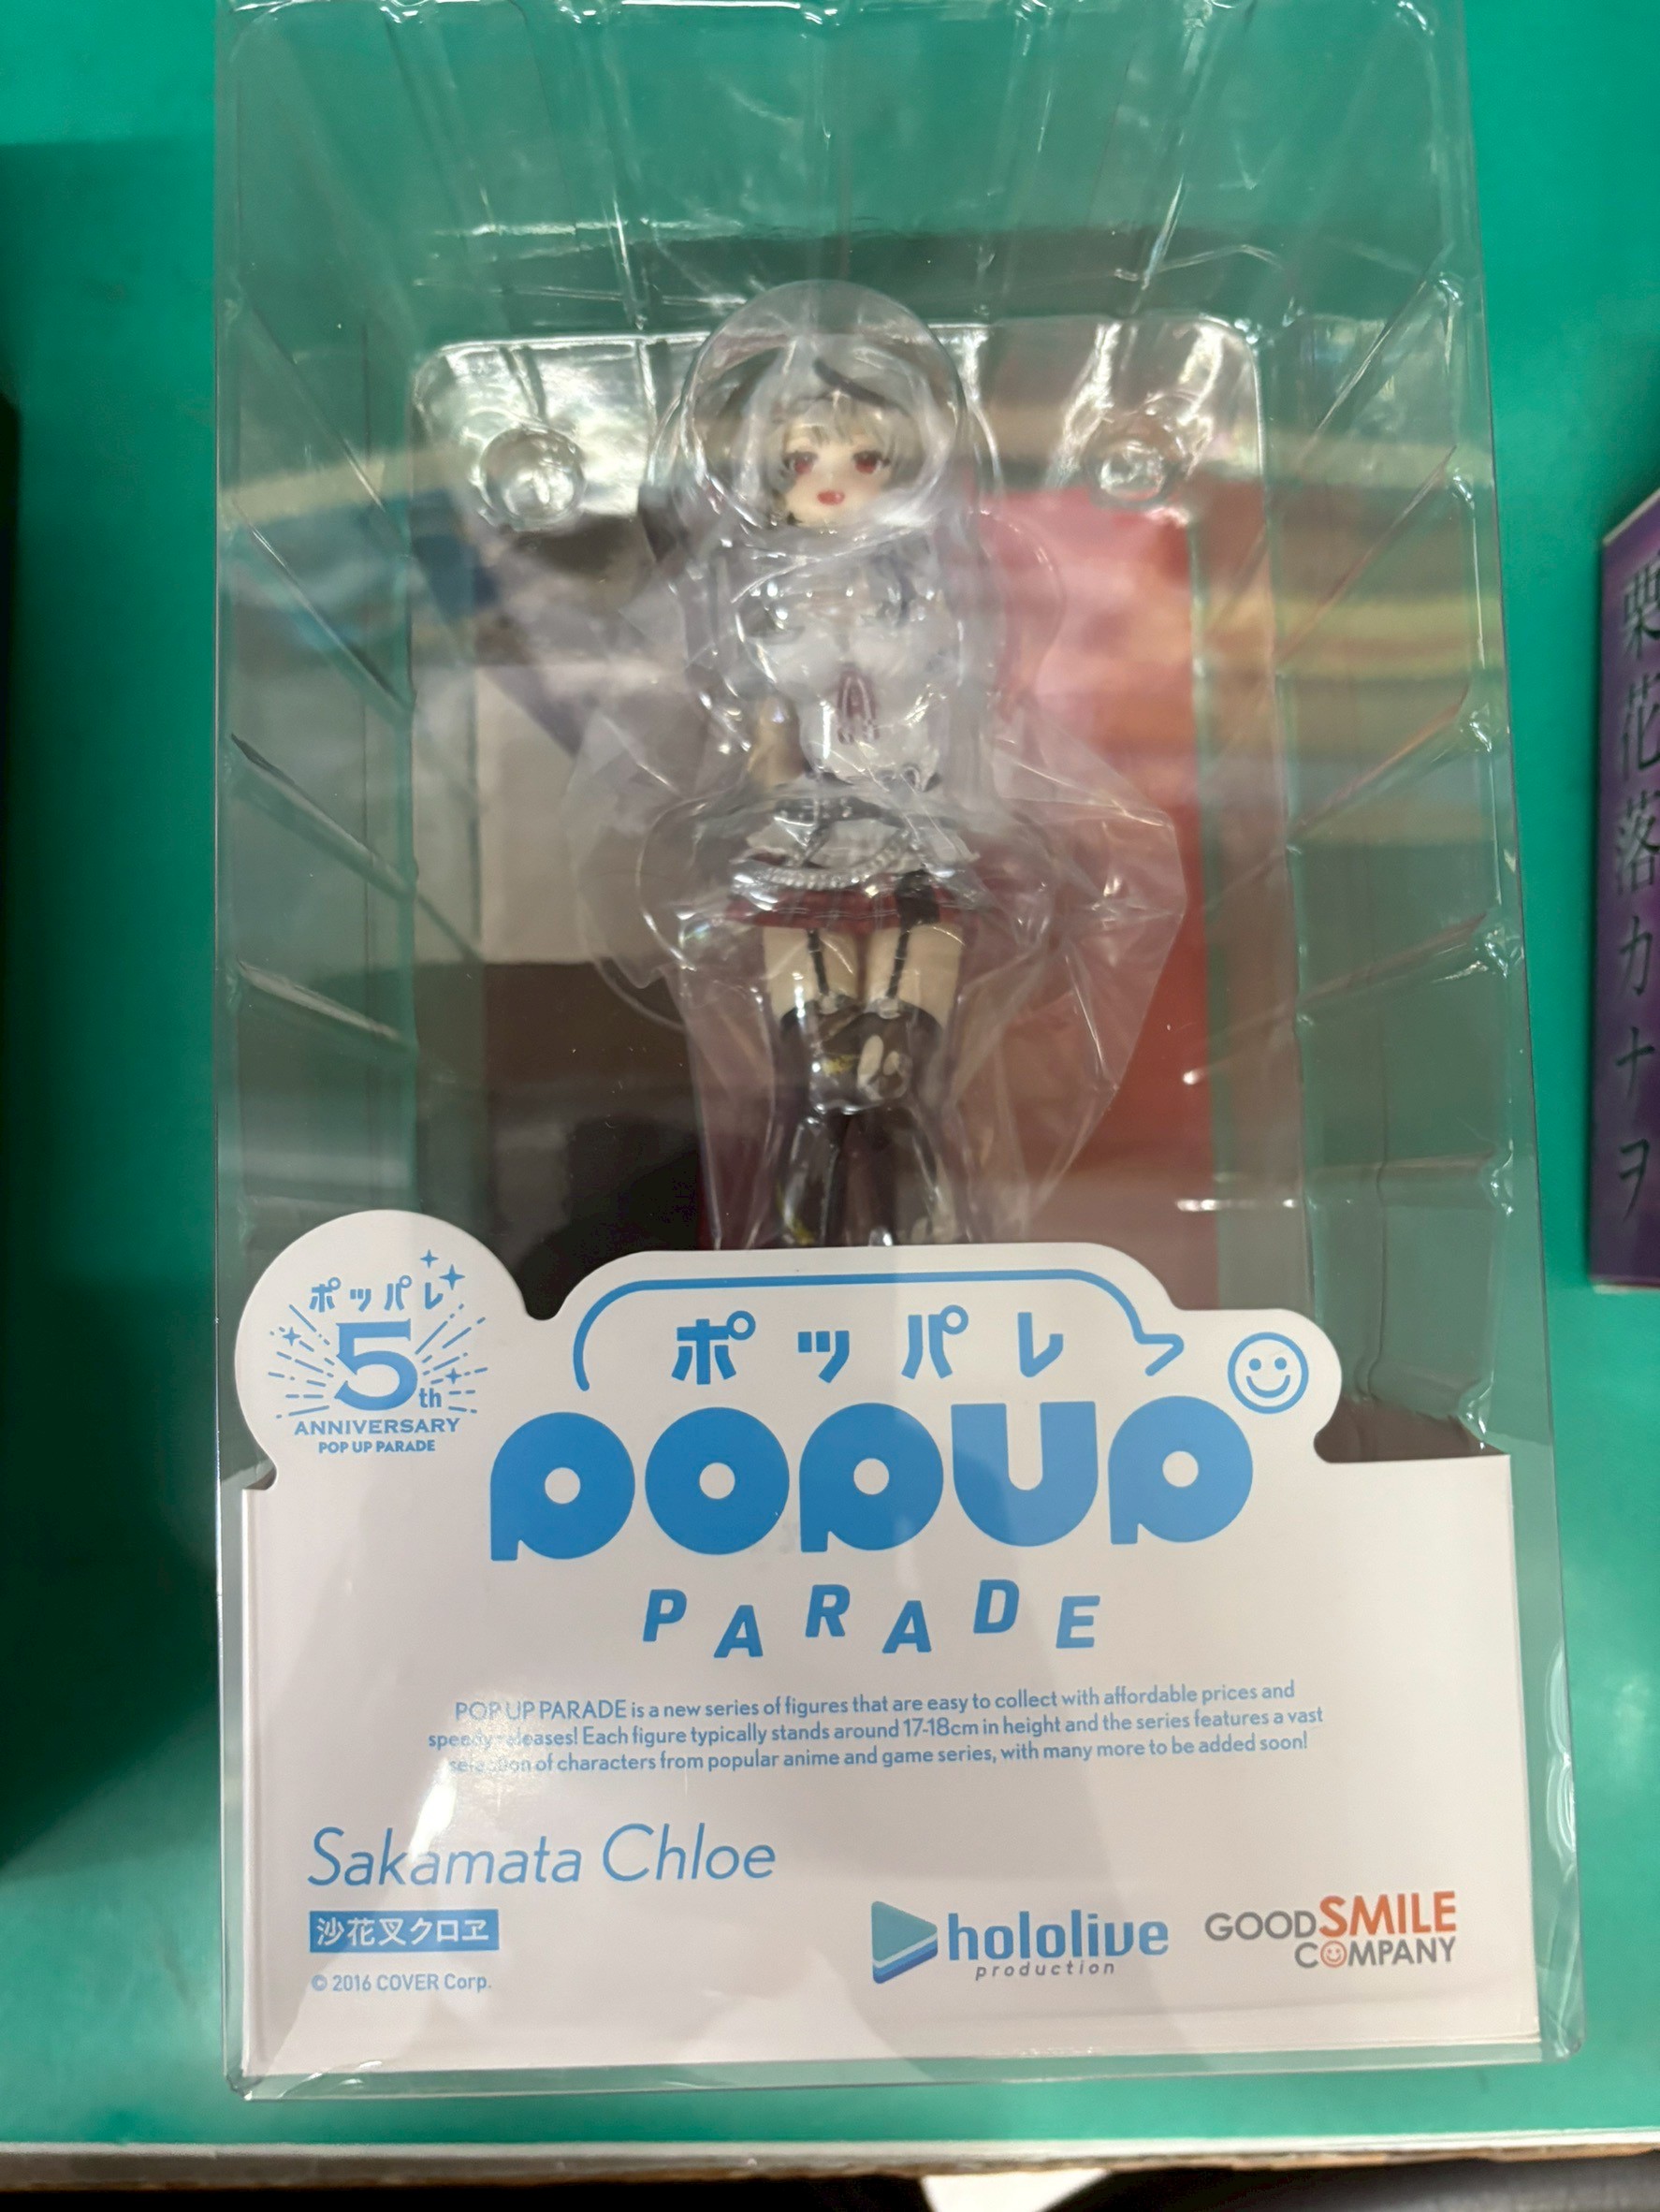 ポッパレ
5th
ANNIVERSARY
POP UP PARADE
ポッパレ
POPUP
PARADE
POP UP PARADE is a new series of figures that are easy to collect with affordable prices and
speedy releases! Each figure typically stands around 17-18cm in height and the series features a vast
selection of characters from popular anime and game series, with many more to be added soon!
Sakamata Chloe
沙花叉クロヱ
© 2016 COVER Corp.
hololive
production
GOODSMILE
COMPANY
栗花落カナヲ